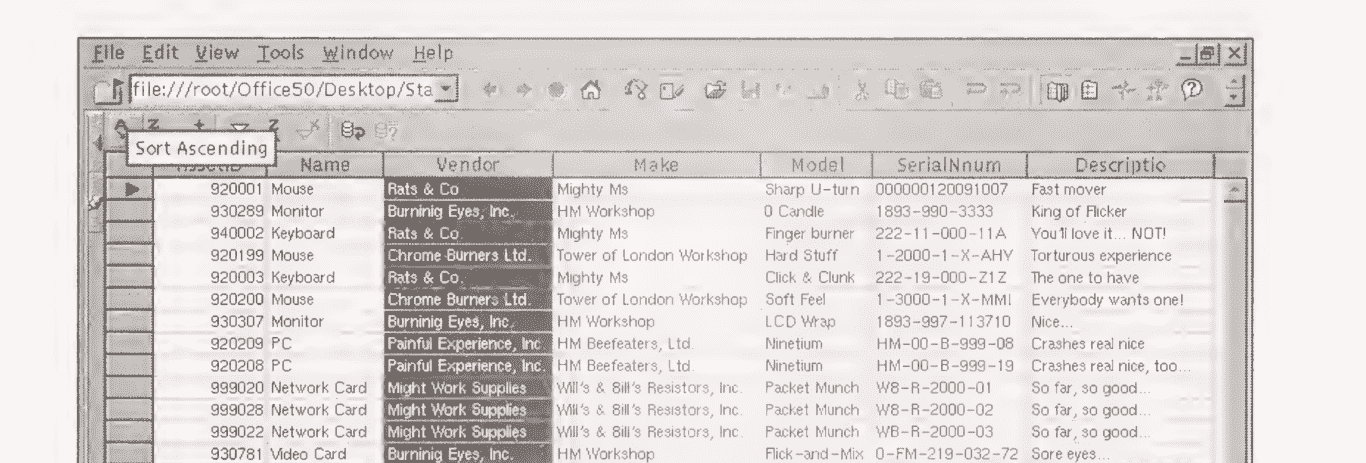 File Edit View Tools Window Help
file:///root/Office50/Desktop/Sta
Sort Ascending
Name Vendor Make Model SerialNnum Descriptio
920001 Mouse Rats & Co Mighty Ms Sharp U-turn 000000120091007 Fast mover
930289 Monitor Burninig Eyes, Inc. HM Workshop 0 Candle 1893-990-3333 King of Flicker
940002 Keyboard Rats & Co. Mighty Ms Finger burner 222-11-000-11A You'll love it... NOT!
920199 Mouse Chrome Burners Ltd. Tower of London Workshop Hard Stuff 1-2000-1-X-AHY Torturous experience
920003 Keyboard Rats & Co. Mighty Ms Click & Clunk 222-19-000-Z1Z The one to have
920200 Mouse Chrome Burners Ltd. Tower of London Workshop Soft Feel 1-3000-1-X-MMI Everybody wants one!
930307 Monitor Burninig Eyes, Inc. HM Workshop LCD Wrap 1893-997-113710 Nice...
920209 PC Painful Experience, Inc HM Beefeaters, Ltd. Ninetium HM-00-B-999-08 Crashes real nice
920208 PC Painful Experience, Inc. HM Beefeaters, Ltd. Ninetium HM-00-B-999-19 Crashes real nice, too...
999020 Network Card Might Work Supplies Will's & Bill's Resistors, Inc. Packet Munch WB-R-2000-01 So far, so good...
999028 Network Card Might Work Supplies Will's & Bill's Resistors, Inc. Packet Munch WB-R-2000-02 So far, so good...
999022 Network Card Might Work Supplies Will's & Bill's Resistors, Inc. Packet Munch WB-R-2000-03 So far, so good...
930781 Video Card Burninig Eyes, Inc. HM Workshop Flick-and-Mix 0-FM-219-032-72 Sore eyes...